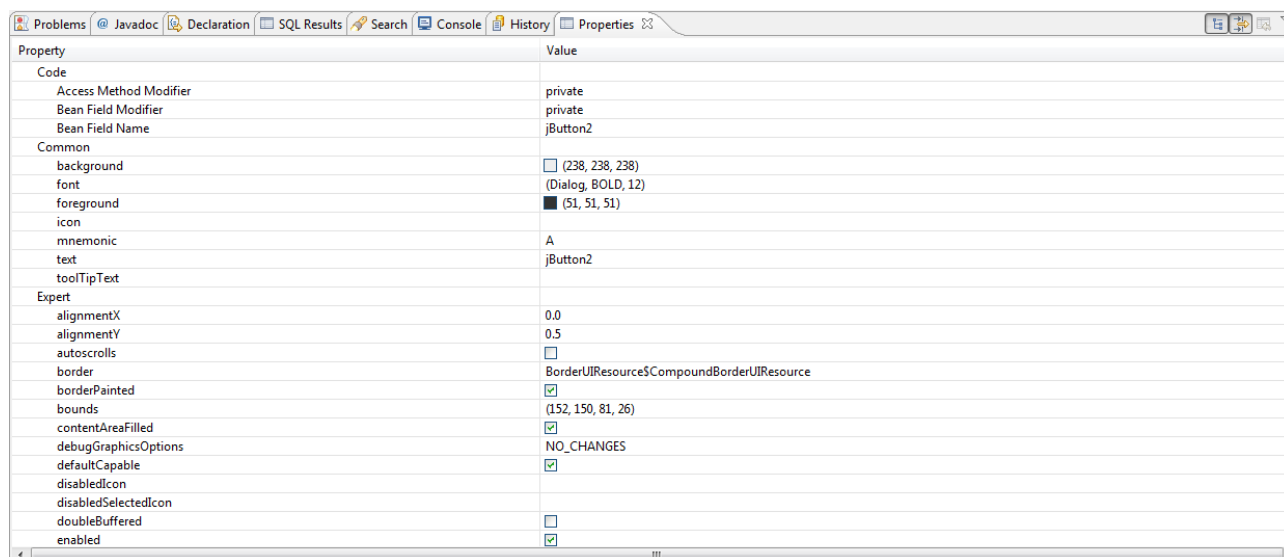 Problems @ Javadoc Declaration SQL Results Search Console History Properties
Property Value
Code
Access Method Modifier private
Bean Field Modifier private
Bean Field Name jButton2
Common
background (238, 238, 238)
font (Dialog, BOLD, 12)
foreground (51, 51, 51)
icon
mnemonic A
text jButton2
toolTipText
Expert
alignmentX 0.0
alignmentY 0.5
autoscrolls
border BorderUIResource$CompoundBorderUIResource
borderPainted
bounds (152, 150, 81, 26)
contentAreaFilled
debugGraphicsOptions NO_CHANGES
defaultCapable
disabledIcon
disabledSelectedIcon
doubleBuffered
enabled